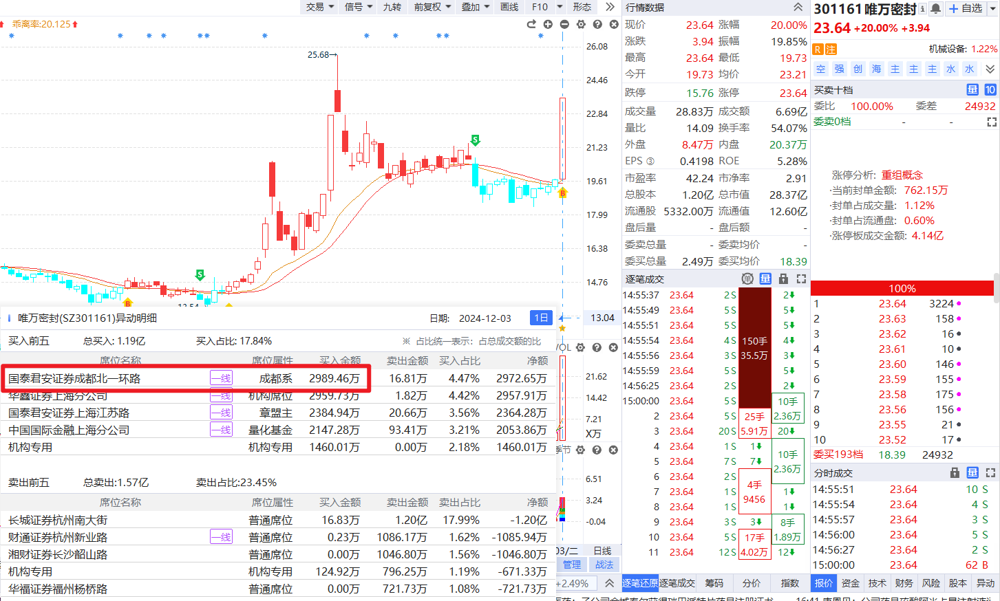 交易 信号 九转 前复权 叠加 画线 F10 形态
乖离率:20.125
26.08
24.46
22.84
21.23
19.61
17.99
16.38
14.76
13.04
25.68
S
S
B
B
唯万密封(SZ301161)异动明细 日期: 2024-12-03 1日
买入前五 总买入: 1.19亿 买入占比: 17.84% ※ 占比统一表示：占总成交额的比
席位名称 席位属性 买入金额 卖出金额 买入占比 净额
国泰君安证券成都北一环路 一线 成都系 2989.46万 16.81万 4.47% 2972.65万
华鑫证券上海分公司 一线 机构席位 2959.73万 1.82万 4.42% 2957.91万
国泰君安证券上海江苏路 一线 章盟主 2384.94万 20.66万 3.56% 2364.28万
中国国际金融上海分公司 一线 量化基金 2147.28万 93.41万 3.21% 2053.86万
机构专用 机构专用 1460.01万 0.00万 2.18% 1460.01万
卖出前五 总卖出:1.57亿 卖出占比:23.45%
席位名称 席位属性 买入金额 卖出金额 卖出占比 净额
长城证券杭州南大街 普通席位 16.83万 1.20亿 17.99% -1.20亿
财通证券杭州新业路 一线 普通席位 0.23万 1086.17万 1.62% -1085.94万
湘财证券长沙韶山路 普通席位 0.00万 1046.80万 1.56% -1046.80万
机构专用 机构专用 124.92万 796.25万 1.19% -671.33万
华福证券福州杨桥路 普通席位 0.00万 721.73万 1.08% -721.73万
21.62
14.42
7.21
X万
6.51
3.24
-0.04
03/二 日线
管理 战法
+2.49%
行情数据
现价 23.64 涨幅 20.00%
涨跌 3.94 振幅 19.85%
最高 23.64 最低 19.73
今开 19.73 均价 23.21
跌停 15.76 涨停 23.64
成交量 28.83万 成交额 6.69亿
量比 14.09 换手率 54.07%
外盘 8.47万 内盘 20.37万
EPS ③ 0.4198 ROE 5.28%
市盈率 42.24 市净率 2.91
总股本 1.20亿 总市值 28.37亿
流通股 5332.00万 流通值 12.60亿
盘后量 - 盘后额 -
委卖总量 - 委卖均价 -
委买总量 2.49万 委买均价 18.39
逐笔成交 单 量
14:55:37 23.64 2 S 2
14:55:49 23.64 5 S 5
14:55:51 23.64 5 S 5
14:55:54 23.64 4 S 150手 4
14:55:56 23.64 3 S 35.5万 3
14:55:59 23.64 5 S 5
14:56:25 23.64 2 S 2
15:00:00 23.64 5 S 10手
2 23.64 5 S 25手 2.36万
3 23.64 20 S 5.91万 20
4 23.64 1 S 1 10手
5 23.64 7 S 7 2.36万
6 23.64 2 S 4手
7 23.64 1 S 9456 1
8 23.64 1 S 1
9 23.64 3 S 3 8手
10 23.64 5 S 17手 1.89万
11 23.64 12 S 4.02万 12
逐笔还原 逐笔成交 筹码 分价 指数
301161 唯万密封 自选
23.64 +20.00% +3.94
R 注 机械设备: 1.22%
空 强 创 海 主 主 主 水 水
买卖十档 量 10
委比 100.00% 委差 24932
委卖0档 - -
涨停分析: 重组概念
·当前封单金额: 762.15万
·封单占成交量: 1.12%
·封单占流通盘: 0.60%
·涨停板成交金额: 4.14亿
100%
1 23.64 3224
2 23.63 158
3 23.62 16
4 23.61 10
5 23.60 146
6 23.59 155
7 23.58 175
8 23.56 156
9 23.55 21
10 23.52 17
委买193档 18.39 24932
分时成交 量
14:55:51 23.64 10 S
14:55:54 23.64 4 S
14:55:57 23.64 3 S
14:56:00 23.64 5 S
14:56:27 23.64 2 S
15:00:00 23.64 62 B
报价 资金 技术 财务 风险 股本 异动